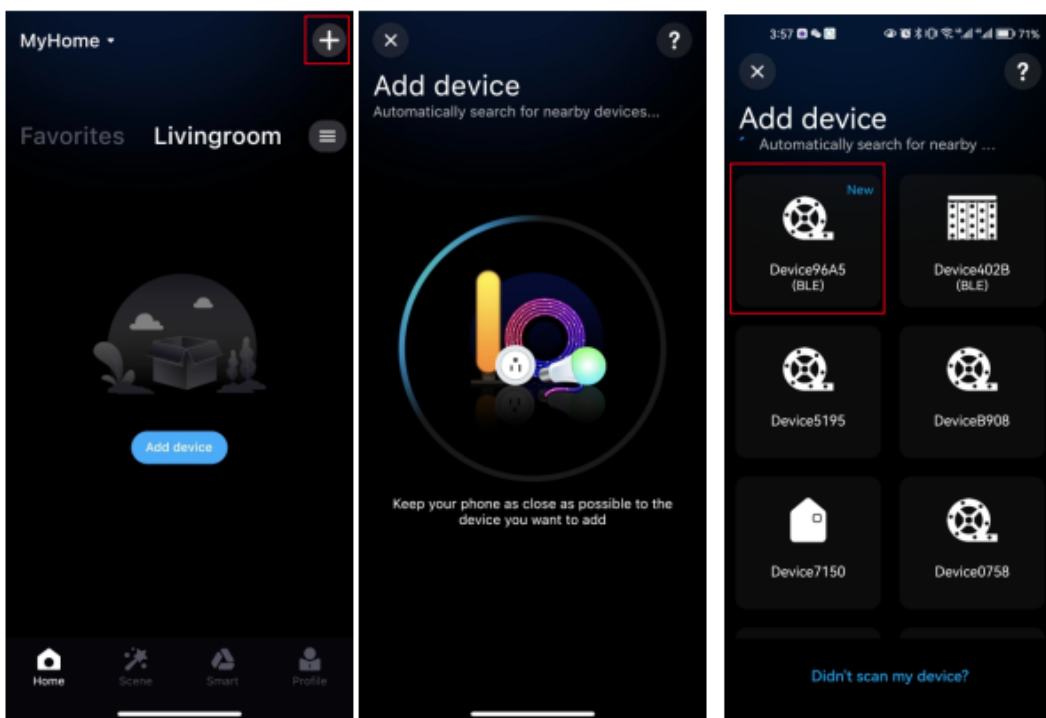 MyHome
Favorites Livingroom
Add device
Home Scene Smart Profile
?
Add device
Automatically search for nearby devices...
Keep your phone as close as possible to the
device you want to add
3:57 71%
?
Add device
Automatically search for nearby ...
New
Device96A5
(BLE)
Device402B
(BLE)
Device5195
DeviceB908
Device7150
Device0758
Didn't scan my device?